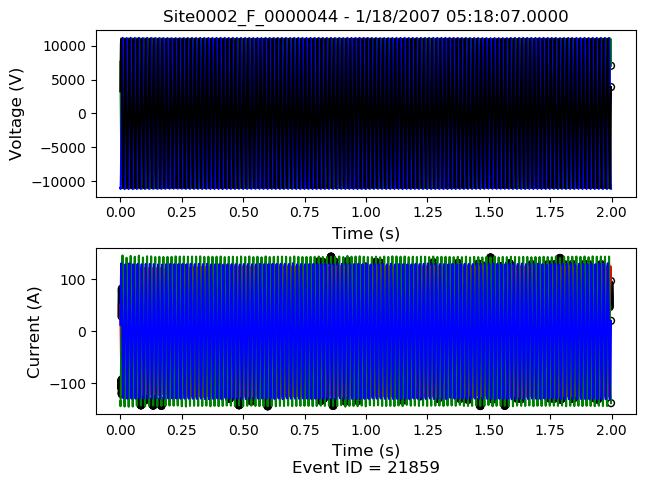 Site0002_F_0000044 - 1/18/2007 05:18:07.0000
10000
5000
0
−5000
−10000
Voltage (V)
0.00 0.25 0.50 0.75 1.00 1.25 1.50 1.75 2.00
Time (s)
100
0
−100
Current (A)
0.00 0.25 0.50 0.75 1.00 1.25 1.50 1.75 2.00
Time (s)
Event ID = 21859